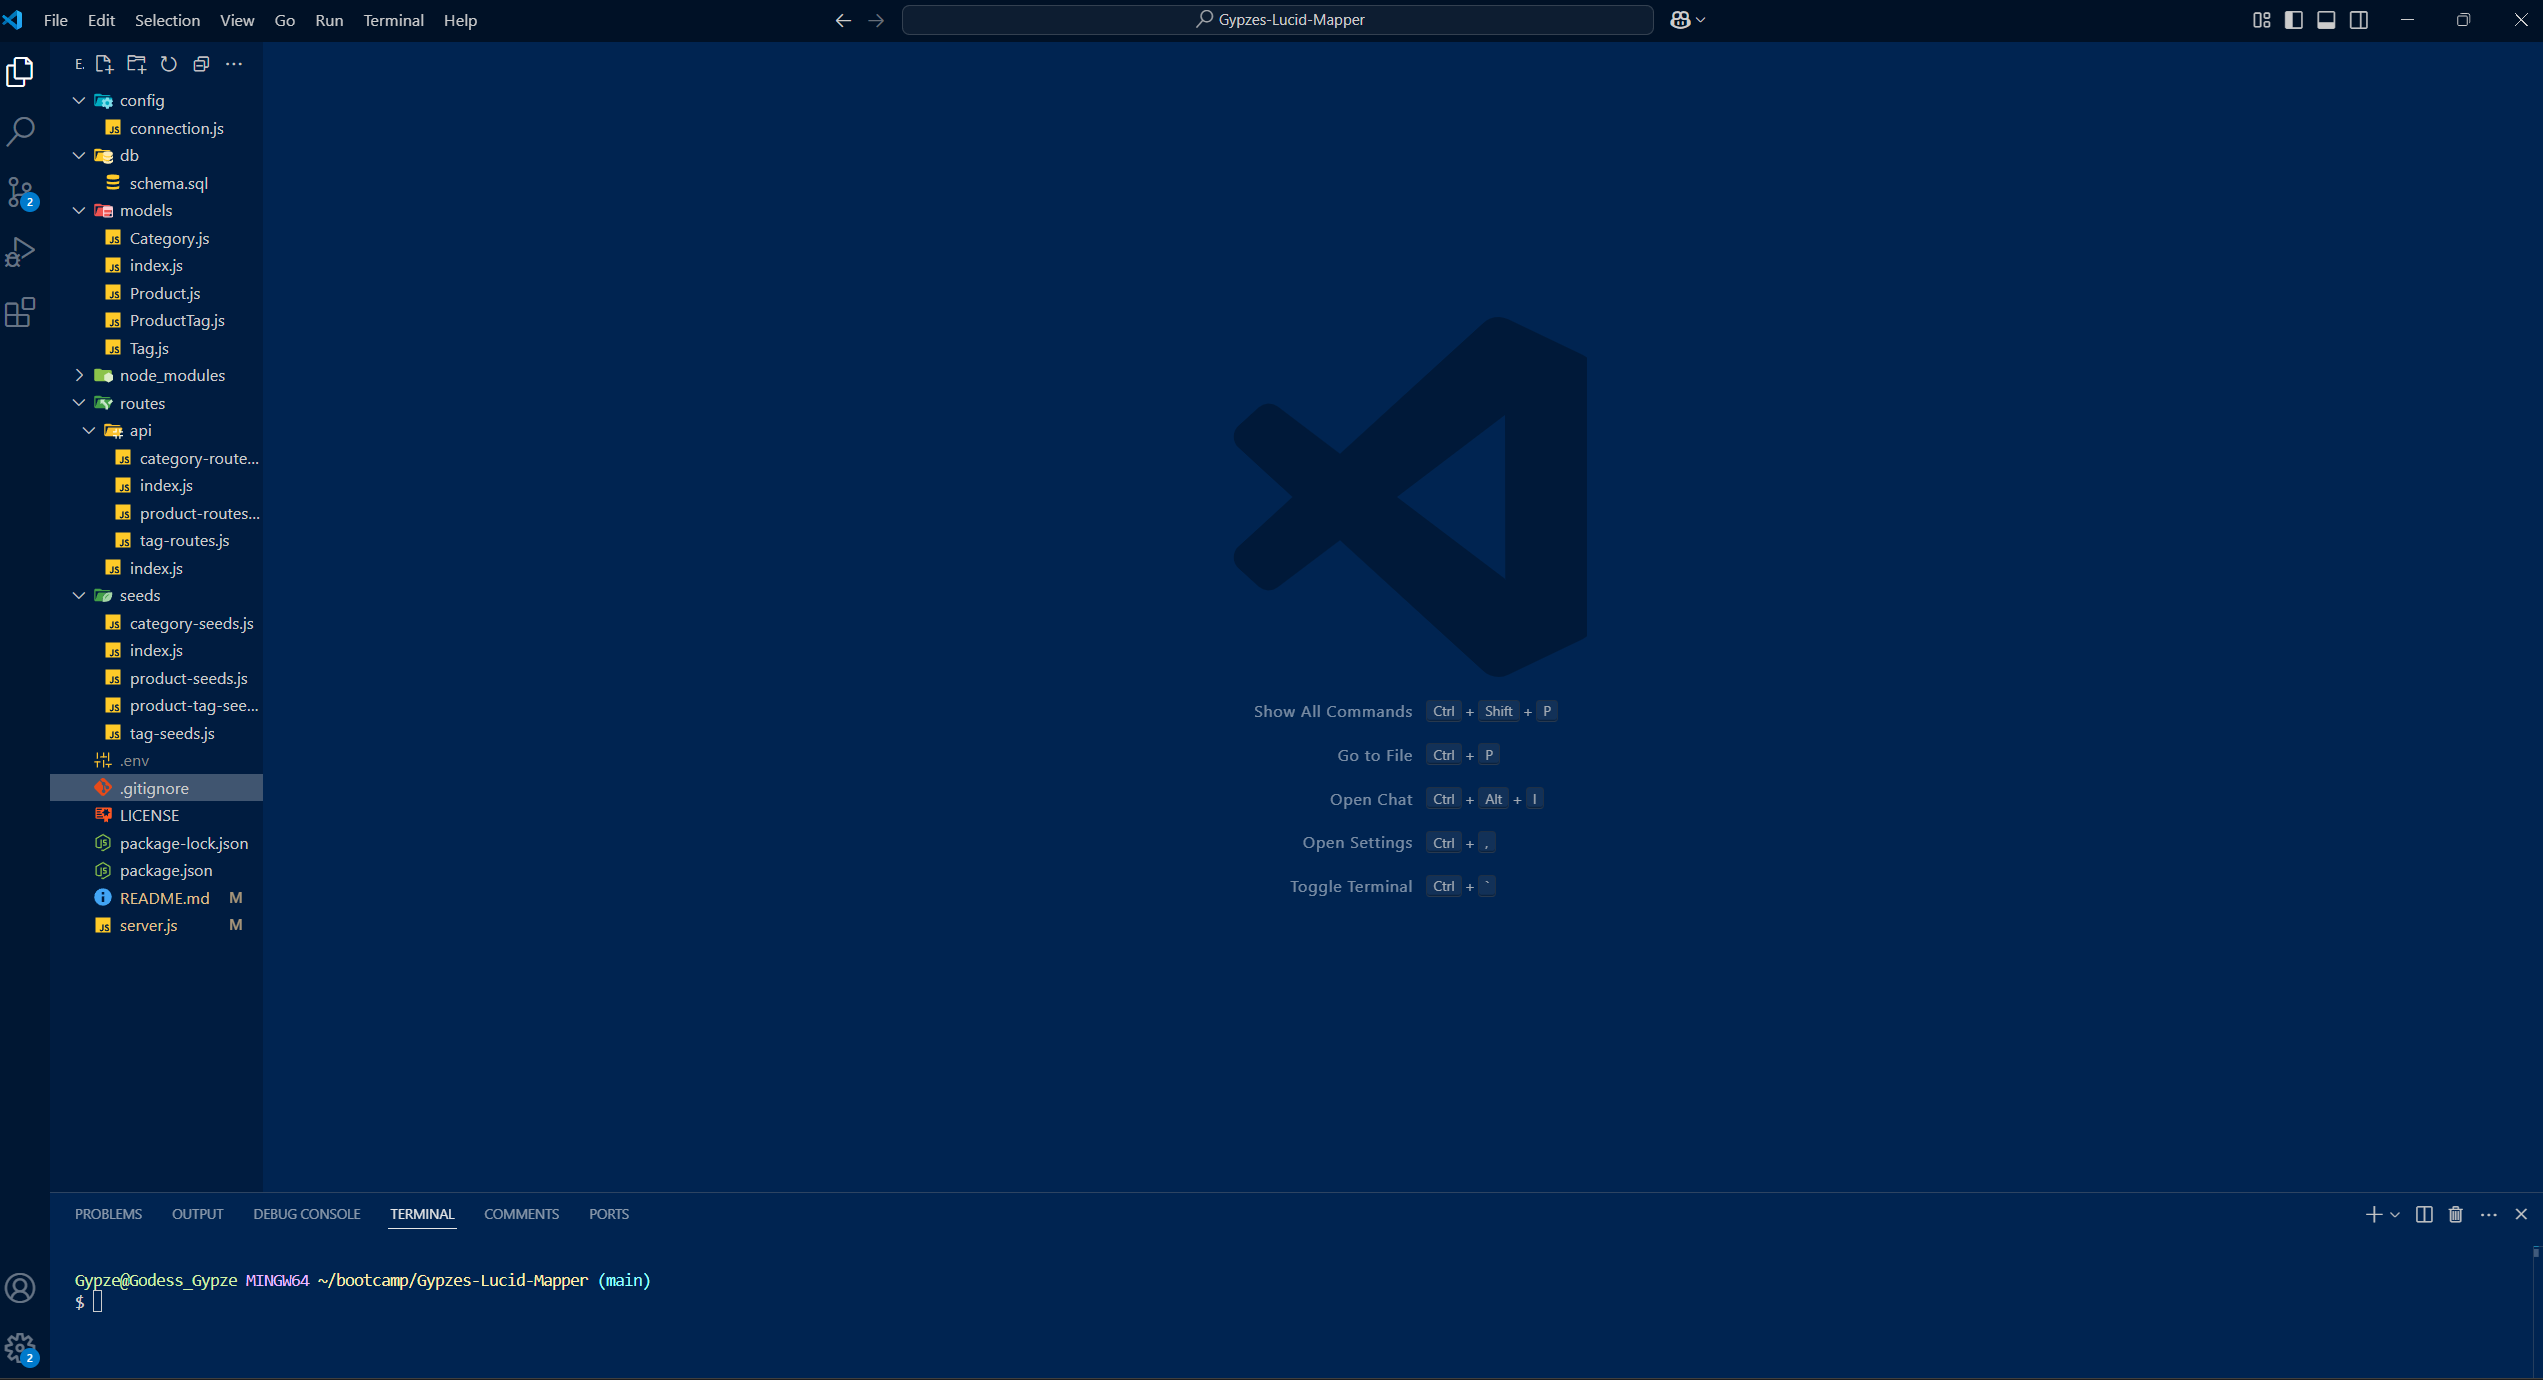 File Edit Selection View Go Run Terminal Help
Gypzes-Lucid-Mapper
E.
config
connection.js
db
schema.sql
models
Category.js
index.js
Product.js
ProductTag.js
Tag.js
node_modules
routes
api
category-route...
index.js
product-routes...
tag-routes.js
index.js
seeds
category-seeds.js
index.js
product-seeds.js
product-tag-see...
tag-seeds.js
.env
.gitignore
LICENSE
package-lock.json
package.json
README.md M
server.js M
2
2
Show All Commands Ctrl + Shift + P
Go to File Ctrl + P
Open Chat Ctrl + Alt + I
Open Settings Ctrl + ,
Toggle Terminal Ctrl + `
PROBLEMS OUTPUT DEBUG CONSOLE TERMINAL COMMENTS PORTS
Gypze@Godess_Gypze MINGW64 ~/bootcamp/Gypzes-Lucid-Mapper (main)
$